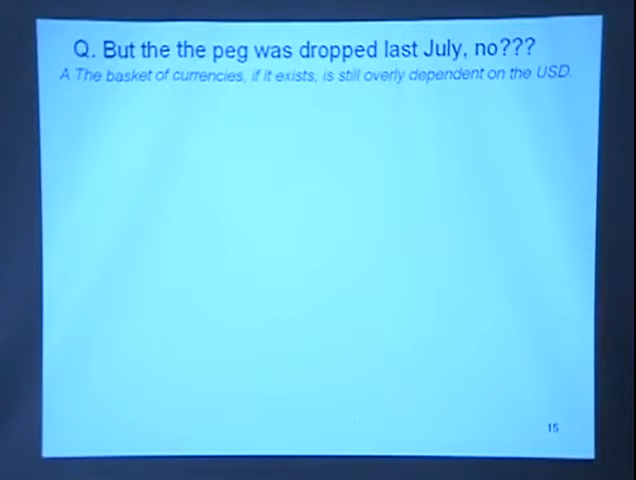 Q. But the the peg was dropped last July, no???
A The basket of currencies, if it exists, is still overly dependent on the USD.
15